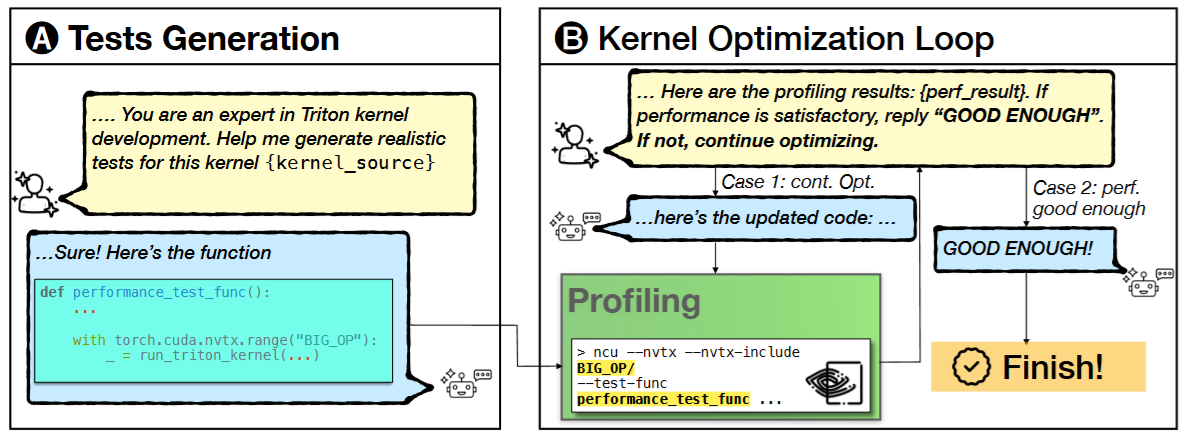 A Tests Generation
.... You are an expert in Triton kernel
development. Help me generate realistic
tests for this kernel {kernel_source}
...Sure! Here's the function
def performance_test_func():
...
with torch.cuda.nvtx.range("BIG_OP"):
_ = run_triton_kernel(...)
B Kernel Optimization Loop
... Here are the profiling results: {perf_result}. If
performance is satisfactory, reply “GOOD ENOUGH”.
If not, continue optimizing.
Case 1: cont. Opt.
Case 2: perf.
good enough
...here's the updated code: ...
GOOD ENOUGH!
Profiling
> ncu --nvtx --nvtx-include
BIG_OP/
--test-func
performance_test_func ...
Finish!